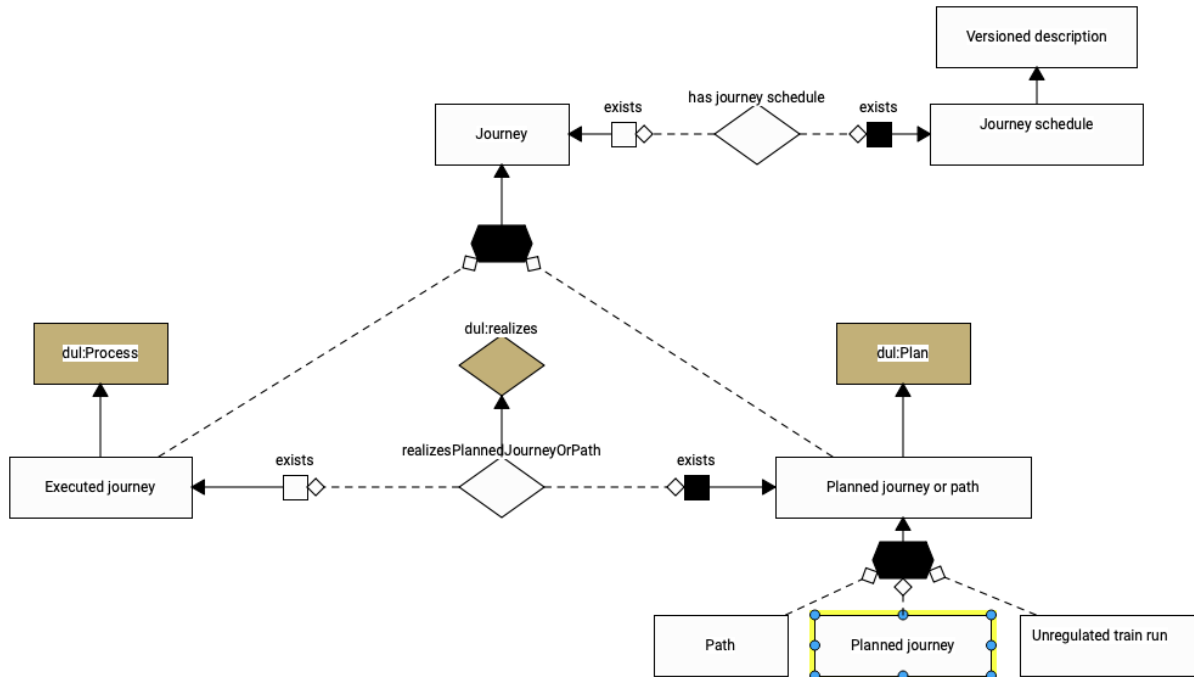 Versioned description
has journey schedule
exists
exists
Journey
Journey schedule
dul:realizes
dul:Process
dul:Plan
realizesPlannedJourneyOrPath
exists
exists
Executed journey
Planned journey or path
Path
Planned journey
Unregulated train run